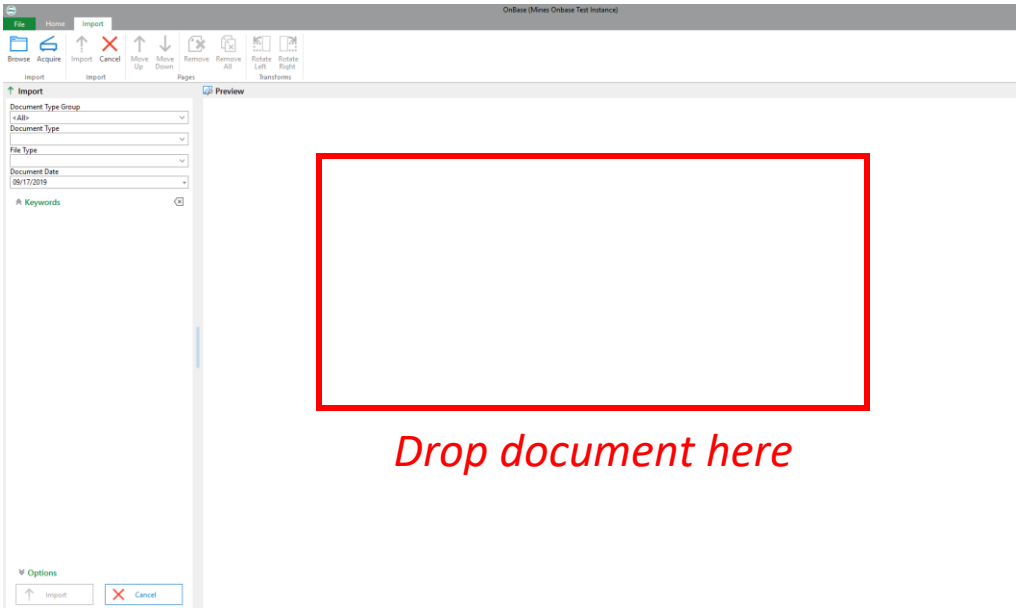 OnBase (Mines Onbase Test Instance)
File Home Import
Browse Acquire Import Cancel Move Up Move Down Remove Remove All Rotate Left Rotate Right
Import Import Pages Transforms
Import
Preview
Document Type Group
<All>
Document Type
File Type
Document Date
09/17/2019
Keywords
Drop document here
Options
Import Cancel